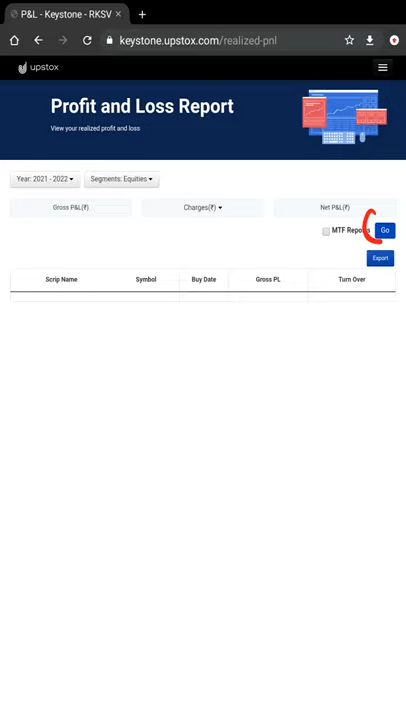 P&L - Keystone - RKSV
keystone.upstox.com/realized-pnl
upstox
Profit and Loss Report
View your realized profit and loss
Year: 2021 - 2022 Segments: Equities
Gross P&L(₹) Charges(₹) Net P&L(₹)
MTF Reports Go
Export
Scrip Name Symbol Buy Date Gross PL Turn Over